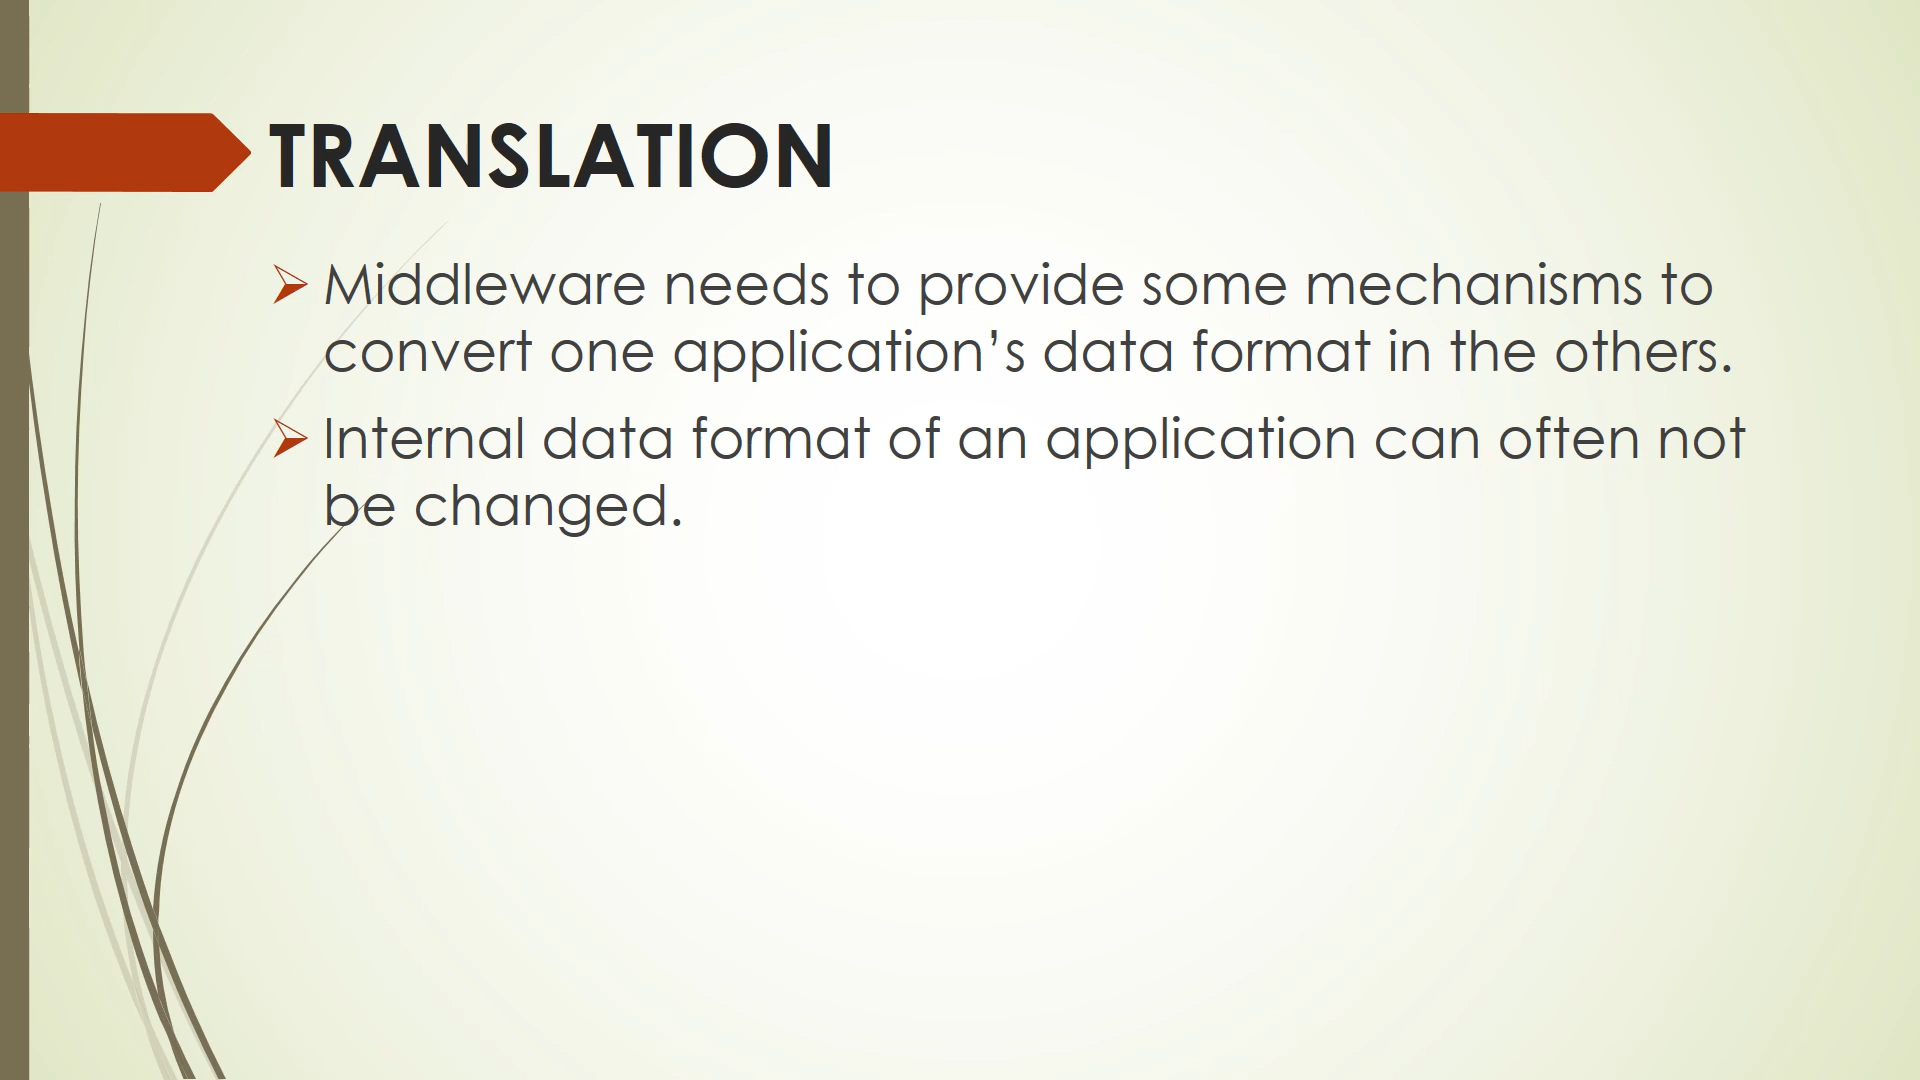 TRANSLATION
Middleware needs to provide some mechanisms to
convert one application’s data format in the others.
Internal data format of an application can often not
be changed.